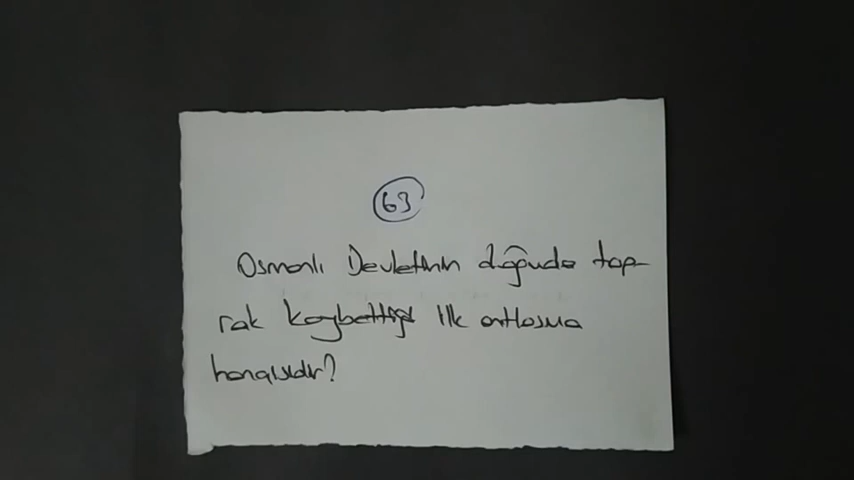 63
Osmanlı Devletinin doğuda top-
rak kaybettiği ilk antlaşma
hangisidir?